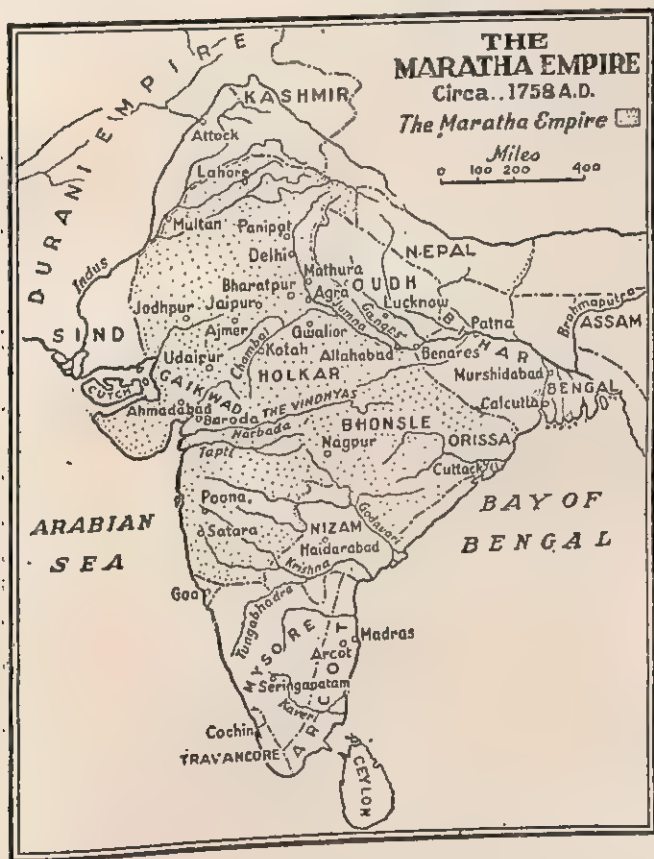 THE
MARATHA EMPIRE
Circa..1758 A.D.
The Maratha Empire
Miles
0 100 200 400
DURANI EMPIRE
KASHMIR
Attock
Lahore
Multan
Panipat
Delhi
NEPAL
Indus
Mathura
OUDH
Bharatpur
Agra
Lucknow
Jodhpur
Jaipur
Jumna
Ganges
BIHAR
Patna
Brahmaputra
ASSAM
SIND
Ajmer
Gwalior
Chambal
Kotah
Allahabad
Benares
Udaipur
Murshidabad
BENGAL
CUTCH
GAIKWAD
HOLKAR
Calcutta
Ahmadabad
Baroda
THE VINDHYAS
Narbada
BHONSLE
Tapti
Nagpur
ORISSA
Cuttack
Poona
Godavari
BAY OF
BENGAL
ARABIAN
SEA
Satara
NIZAM
Haidarabad
Krishna
Goa
Tungabhadra
MYSORE
Madras
Arcot
ARCOT
Seringapatam
Kaveri
Cochin
TRAVANCORE
CEYLON